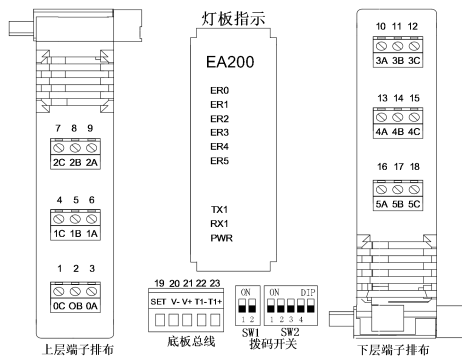 灯板指示
EA200
ER0
ER1
ER2
ER3
ER4
ER5
TX1
RX1
PWR
7 8 9
2C 2B 2A
4 5 6
1C 1B 1A
1 2 3
0C OB 0A
上层端子排布
19 20 21 22 23
SET V- V+ T1- T1+
底板总线
ON
1 2
SW1
ON DIP
1 2 3 4
SW2
拨码开关
10 11 12
3A 3B 3C
13 14 15
4A 4B 4C
16 17 18
5A 5B 5C
下层端子排布